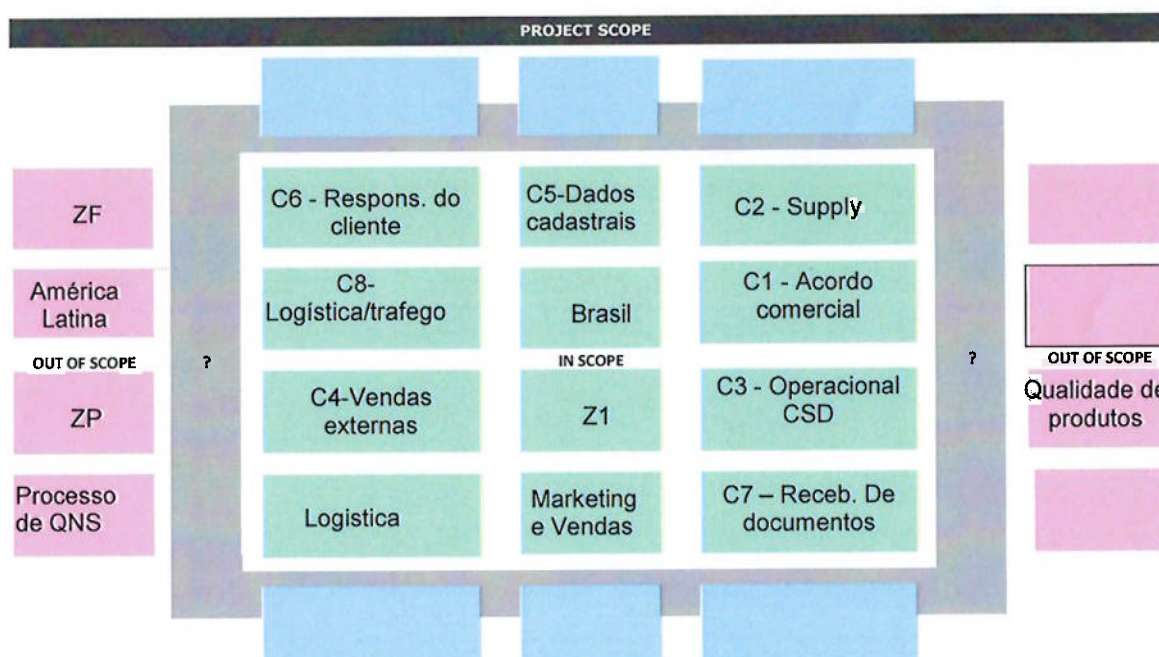 PROJECT SCOPE
ZF
C6 - Respons. do
cliente
C5-Dados
cadastrais
C2 - Supply
América
Latina
C8-
Logística/trafego
Brasil
C1 - Acordo
comercial
OUT OF SCOPE
?
IN SCOPE
?
OUT OF SCOPE
ZP
C4-Vendas
externas
Z1
C3 - Operacional
CSD
Qualidade de
produtos
Processo
de QNS
Logistica
Marketing
e Vendas
C7 – Receb. De
documentos